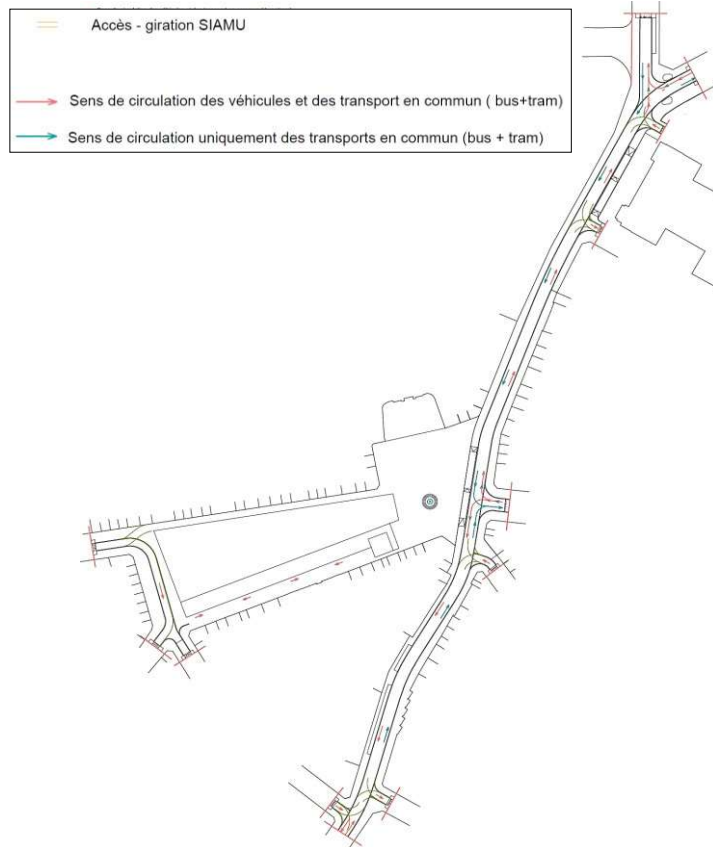 Accès - giration SIAMU
Sens de circulation des véhicules et des transport en commun ( bus+tram)
Sens de circulation uniquement des transports en commun (bus + tram)